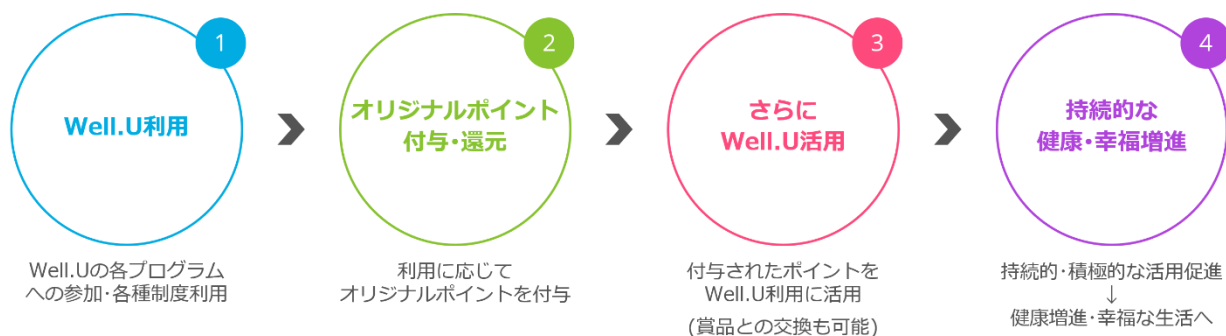 1
Well.U利用
Well.Uの各プログラム
への参加･各種制度利用
2
オリジナルポイント
付与･還元
利用に応じて
オリジナルポイントを付与
3
さらに
Well.U活用
付与されたポイントを
Well.U利用に活用
(賞品との交換も可能)
4
持続的な
健康･幸福増進
持続的･積極的な活用促進
↓
健康増進･幸福な生活へ